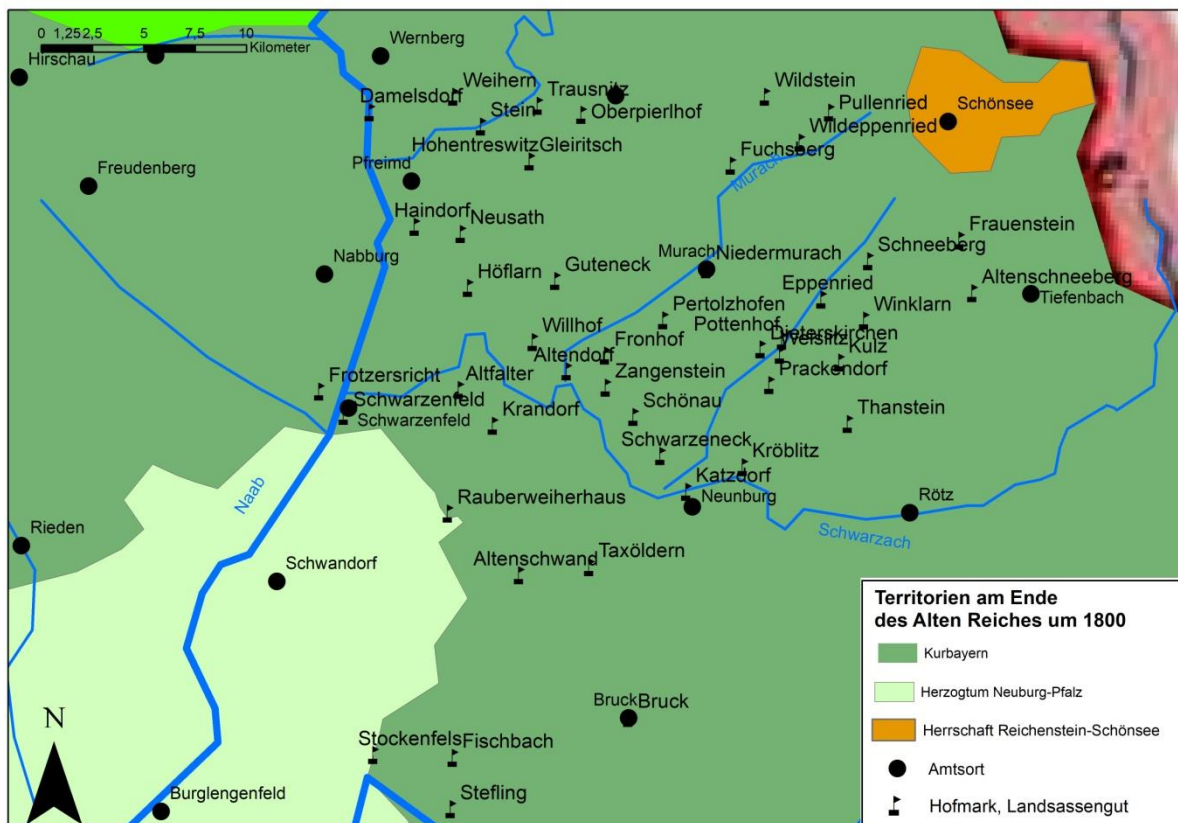 0 1,25 2,5 5 7,5 10
Kilometer
Hirschau
Wernberg
Weihern
Trausnitz
Wildstein
Damelsdorf
Stein
Oberpierlhof
Pullenried
Schönsee
Wildeppenried
Hohentreswitz
Gleiritsch
Fuchsberg
Murach
Pfreimd
Freudenberg
Haindorf
Neusath
Frauenstein
Schneeberg
Nabburg
Murach
Niedermurach
Höflarn
Guteneck
Eppenried
Altenschneeberg
Tiefenbach
Pertolzhofen
Winklarn
Pottenhof
Willhof
Fronhof
Dieterskirchen
Weislitz
Kulz
Altendorf
Zangenstein
Prackendorf
Frotzersricht
Altfalter
Schwarzenfeld
Schwarzenfeld
Krandorf
Schönau
Thanstein
Schwarzeneck
Kröblitz
Katzdorf
Neunburg
Naab
Rauberweiherhaus
Rötz
Schwarzach
Rieden
Schwandorf
Altenschwand
Taxöldern
Bruck
Bruck
Stockenfels
Fischbach
Stefling
Burglengenfeld
N
Territorien am Ende
des Alten Reiches um 1800
Kurbayern
Herzogtum Neuburg-Pfalz
Herrschaft Reichenstein-Schönsee
Amtsort
Hofmark, Landsassengut